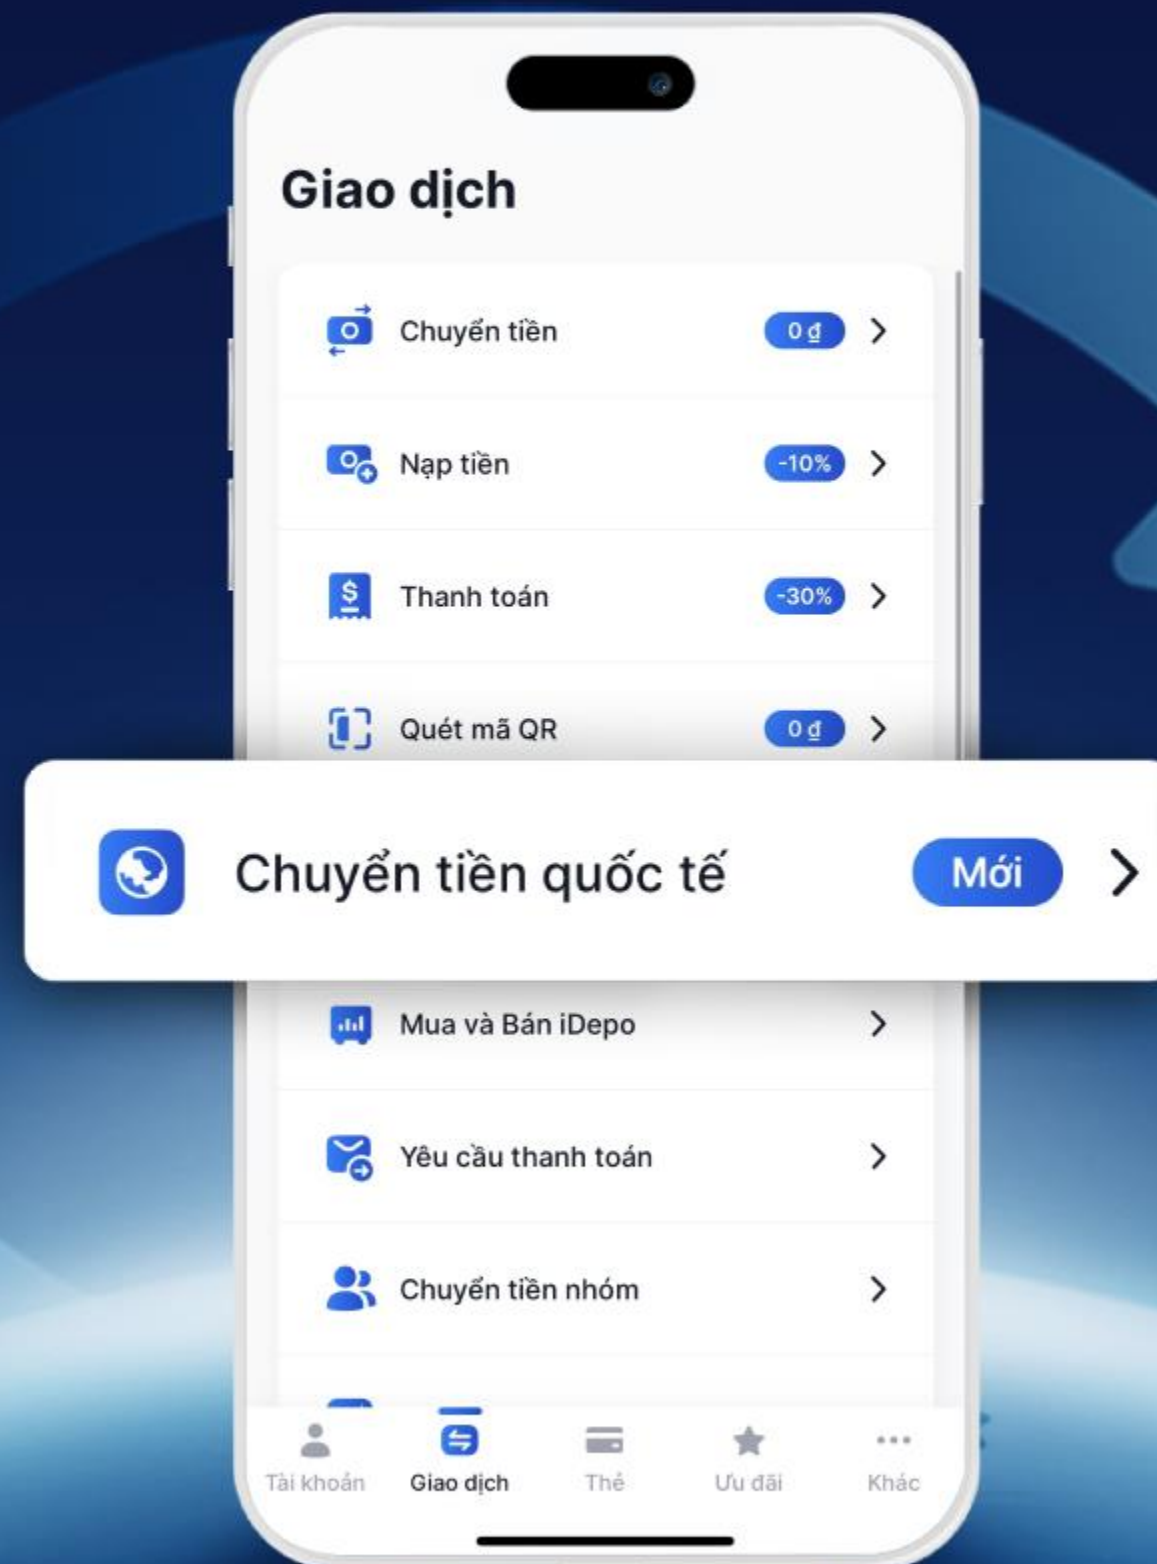 Giao dịch
Chuyển tiền 0 ₫
Nạp tiền -10%
Thanh toán -30%
Quét mã QR 0 ₫
Chuyển tiền quốc tế Mới
Mua và Bán iDepo
Yêu cầu thanh toán
Chuyển tiền nhóm
Tài khoản Giao dịch Thẻ Ưu đãi Khác